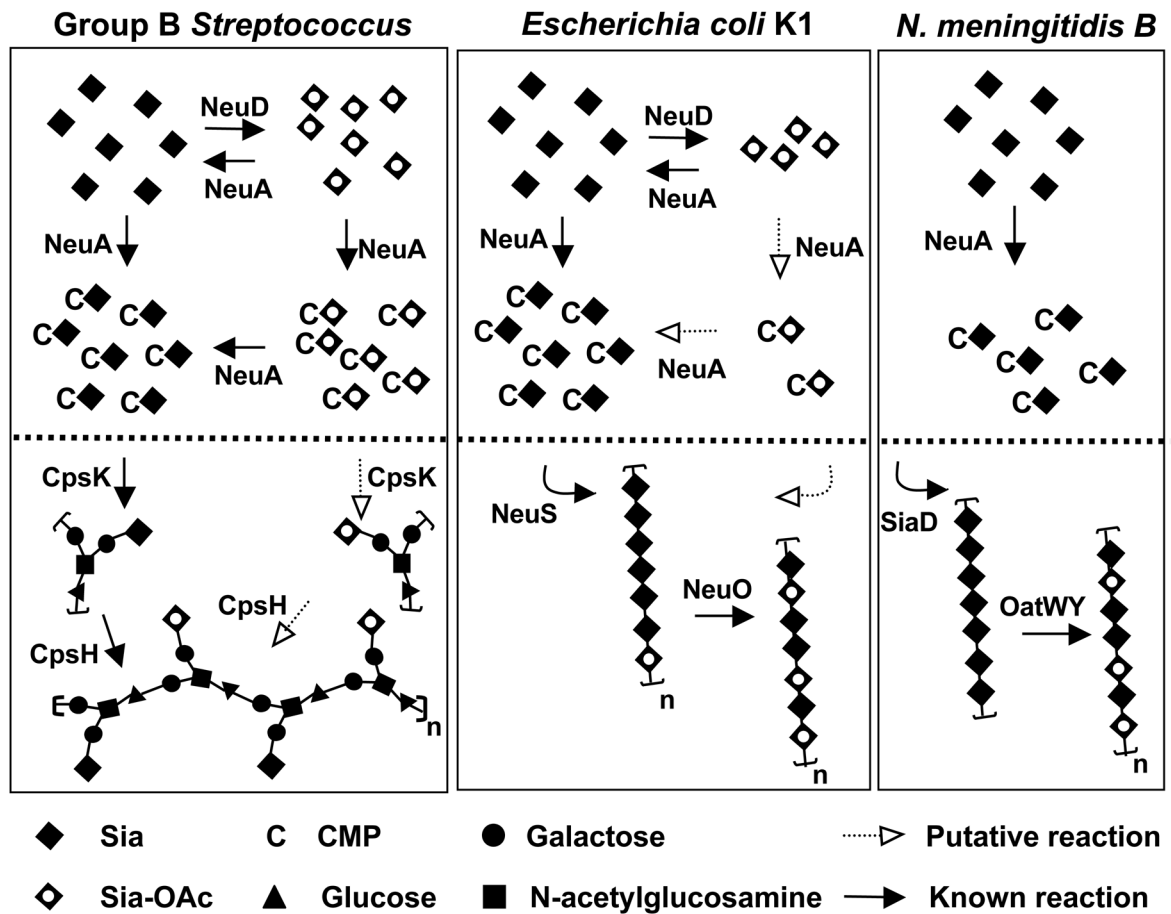 Group B Streptococcus
Escherichia coli K1
N. meningitidis B
NeuD
NeuA
NeuA
NeuA
C C C C C C C
NeuA
C C C C C C
NeuD
NeuA
NeuA
NeuA
C C C C C C C
NeuA
C C
NeuA
C C C C C
CpsK
CpsK
CpsH
CpsH
n
NeuS
NeuO
n
n
SiaD
OatWY
n
Sia
C CMP
Galactose
Putative reaction
Sia-OAc
Glucose
N-acetylglucosamine
Known reaction